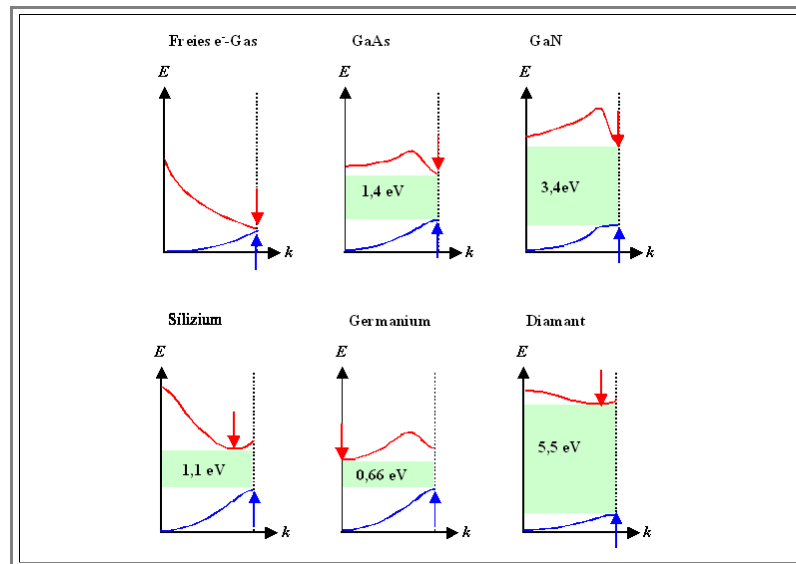 Freies e⁻-Gas GaAs GaN
E E E
1,4 eV 3,4eV
k k k
Silizium Germanium Diamant
E E E
1,1 eV 0,66 eV 5,5 eV
k k k